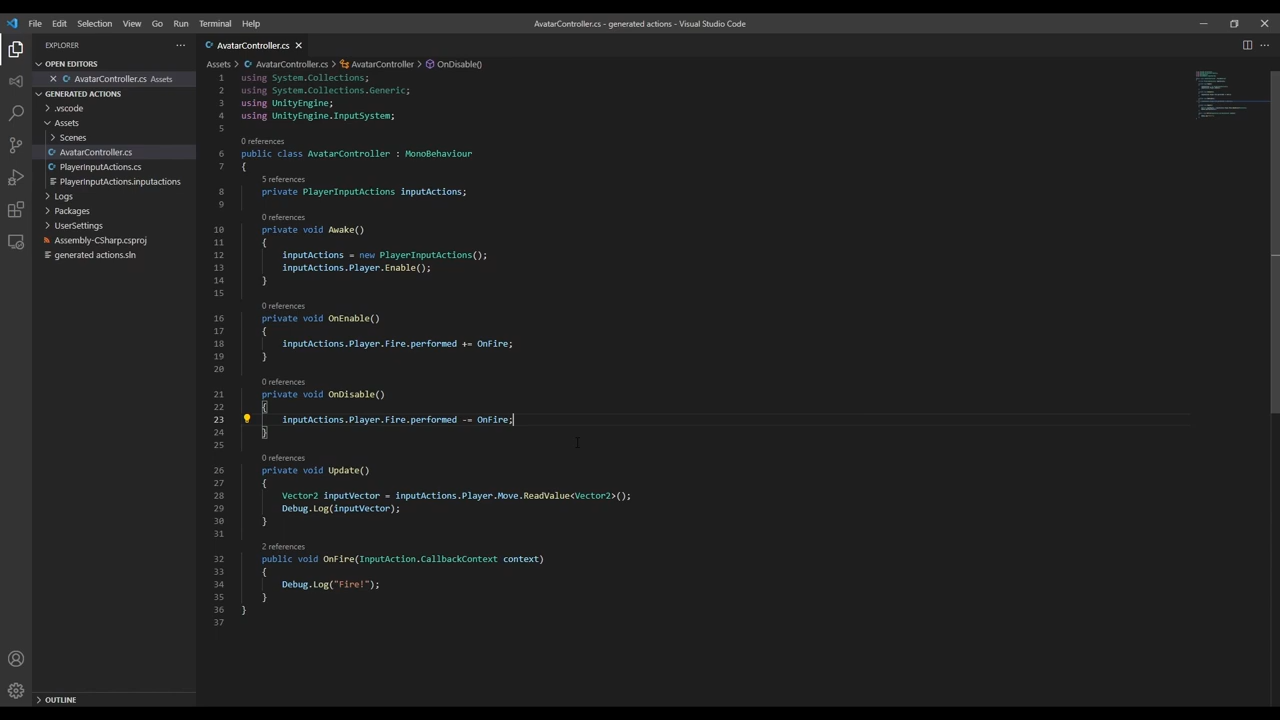 File Edit Selection View Go Run Terminal Help
AvatarController.cs - generated actions - Visual Studio Code
EXPLORER
OPEN EDITORS
AvatarController.cs Assets
GENERATED ACTIONS
.vscode
Assets
Scenes
AvatarController.cs
PlayerInputActions.cs
PlayerInputActions.inputactions
Logs
Packages
UserSettings
Assembly-CSharp.csproj
generated actions.sln
OUTLINE
AvatarController.cs
Assets > AvatarController.cs > AvatarController > OnDisable()
1 using System.Collections;
2 using System.Collections.Generic;
3 using UnityEngine;
4 using UnityEngine.InputSystem;
5
0 references
6 public class AvatarController : MonoBehaviour
7 {
5 references
8 private PlayerInputActions inputActions;
9
0 references
10 private void Awake()
11 {
12 inputActions = new PlayerInputActions();
13 inputActions.Player.Enable();
14 }
15
0 references
16 private void OnEnable()
17 {
18 inputActions.Player.Fire.performed += OnFire;
19 }
20
0 references
21 private void OnDisable()
22 {
23 inputActions.Player.Fire.performed -= OnFire;
24 }
25
0 references
26 private void Update()
27 {
28 Vector2 inputVector = inputActions.Player.Move.ReadValue<Vector2>();
29 Debug.Log(inputVector);
30 }
31
2 references
32 public void OnFire(InputAction.CallbackContext context)
33 {
34 Debug.Log("Fire!");
35 }
36 }
37